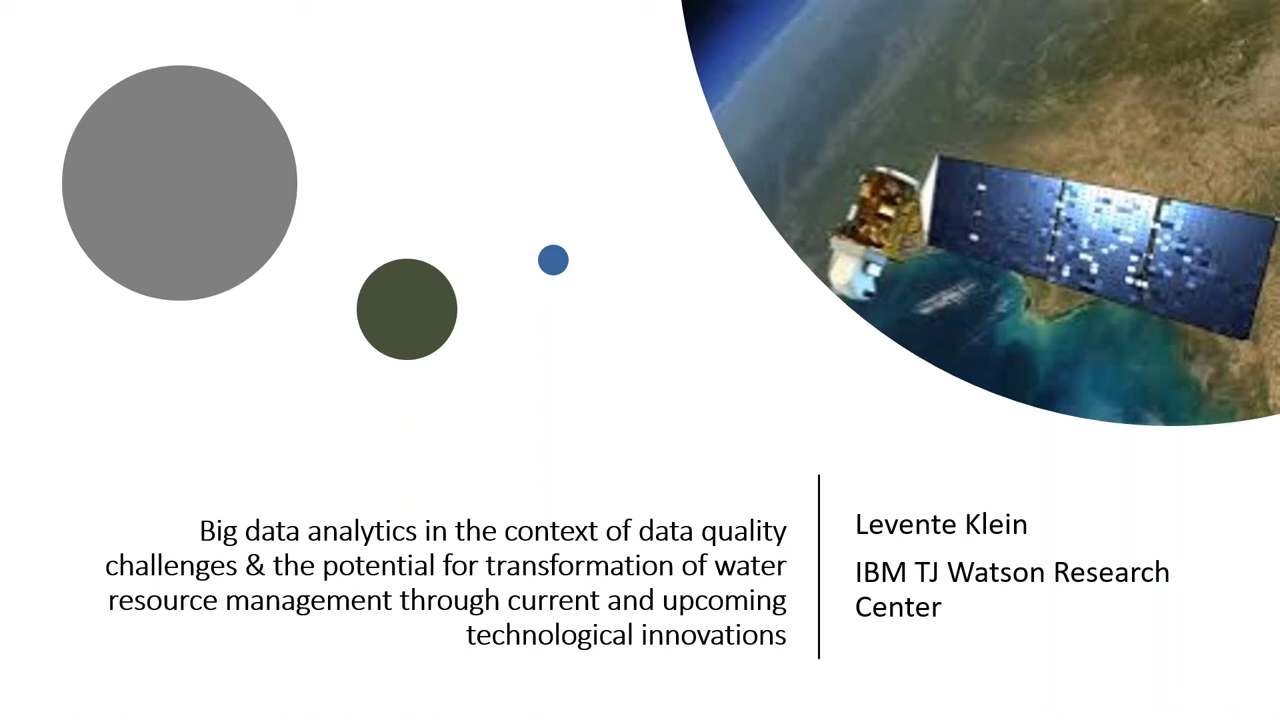 Big data analytics in the context of data quality
challenges & the potential for transformation of water
resource management through current and upcoming
technological innovations
Levente Klein
IBM TJ Watson Research
Center